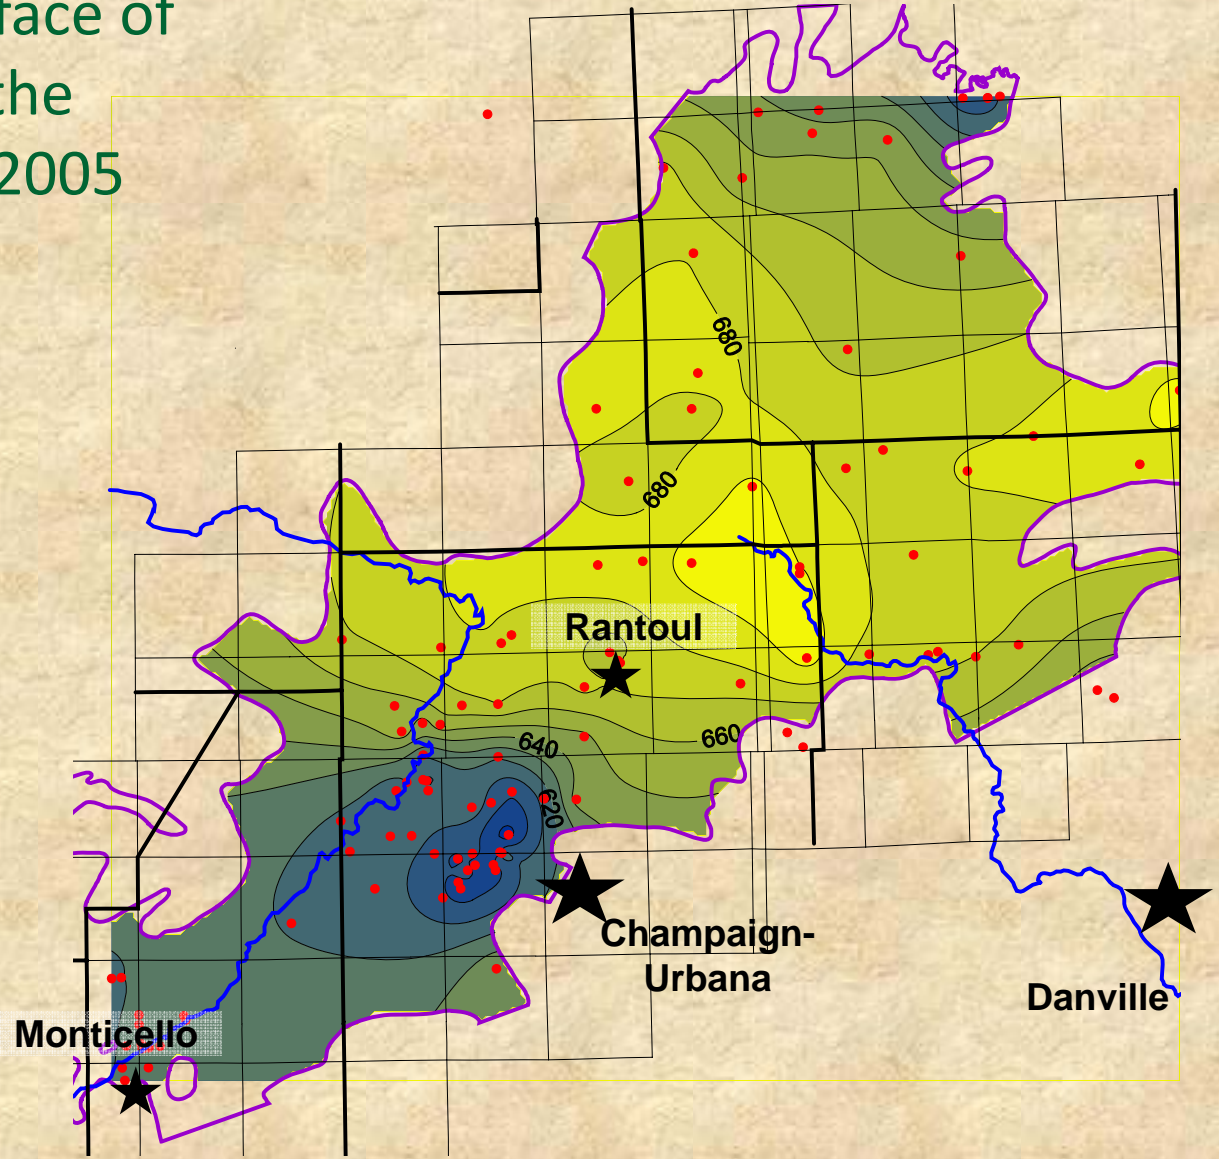 face of
the
2005
680
680
Rantoul
640
660
620
Champaign-
Urbana
Danville
Monticello